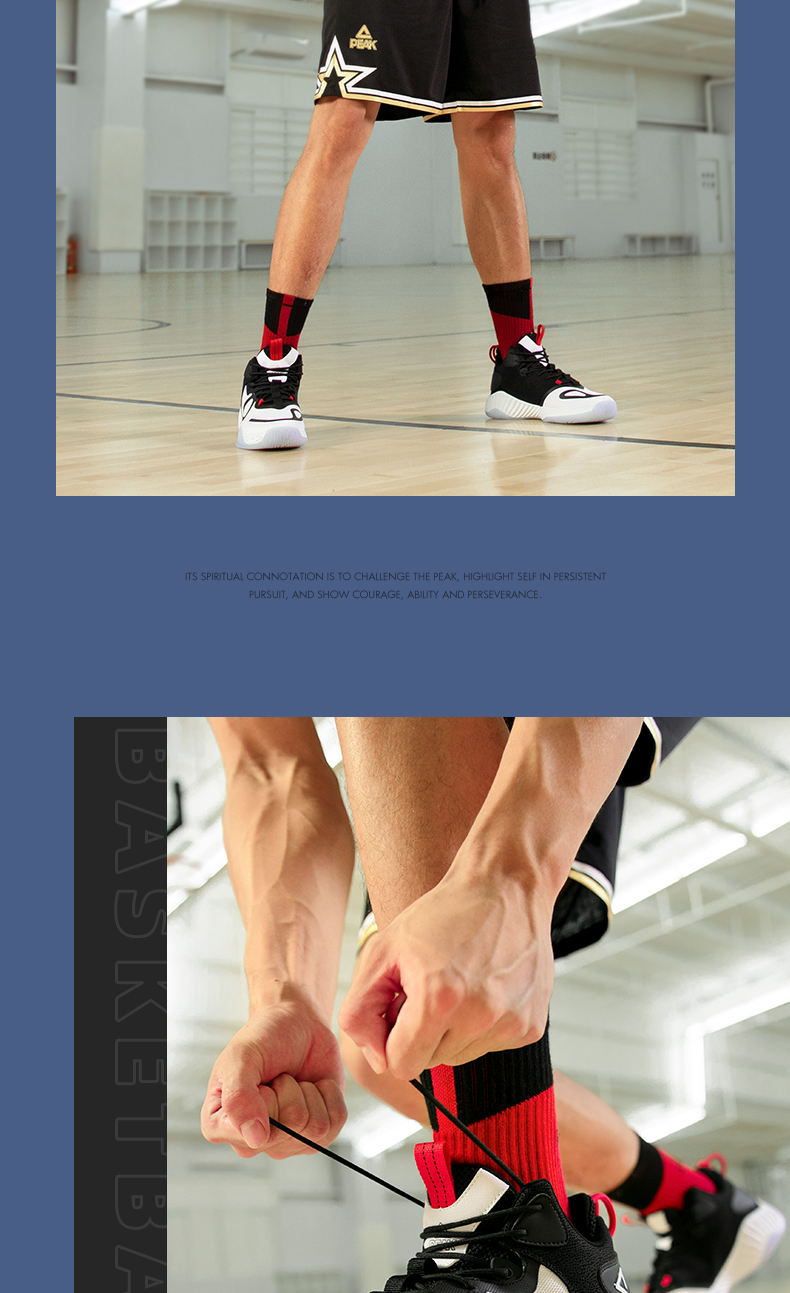 PEAK
ITS SPIRITUAL CONNOTATION IS TO CHALLENGE THE PEAK, HIGHLIGHT SELF IN PERSISTENT
PURSUIT, AND SHOW COURAGE, ABILITY AND PERSEVERANCE.
BASKETBA